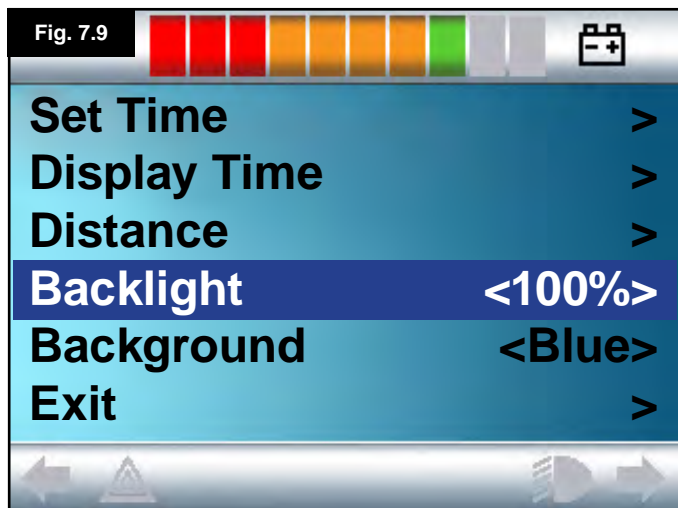 Fig. 7.9
Set Time >
Display Time >
Distance >
Backlight <100%>
Background <Blue>
Exit >